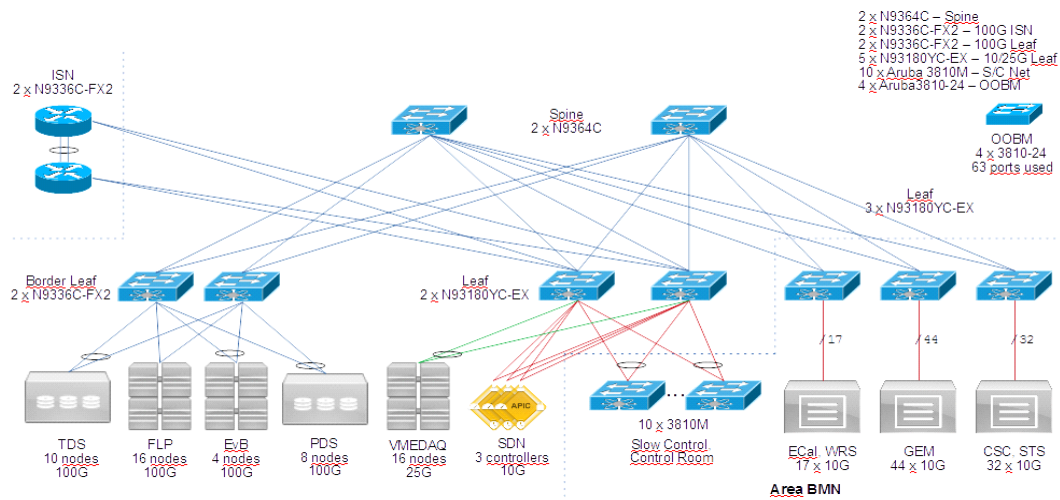 2 x N9364C – Spine
2 x N9336C-FX2 – 100G ISN
2 x N9336C-FX2 – 100G Leaf
5 x N93180YC-EX – 10/25G Leaf
10 x Aruba 3810M – S/C Net
4 x Aruba3810-24 – OOBM
ISN
2 x N9336C-FX2
Spine
2 x N9364C
OOBM
4 x 3810-24
63 ports used
Leaf
3 x N93180YC-EX
Border Leaf
2 x N9336C-FX2
Leaf
2 x N93180YC-EX
/ 17
/ 44
/ 32
APIC
TDS
10 nodes
100G
FLP
16 nodes
100G
EvB
4 nodes
100G
PDS
8 nodes
100G
VMEDAQ
16 nodes
25G
SDN
3 controllers
10G
10 x 3810M
Slow Control.
Control Room
ECal. WRS
17 x 10G
GEM
44 x 10G
CSC. STS
32 x 10G
Area BMN